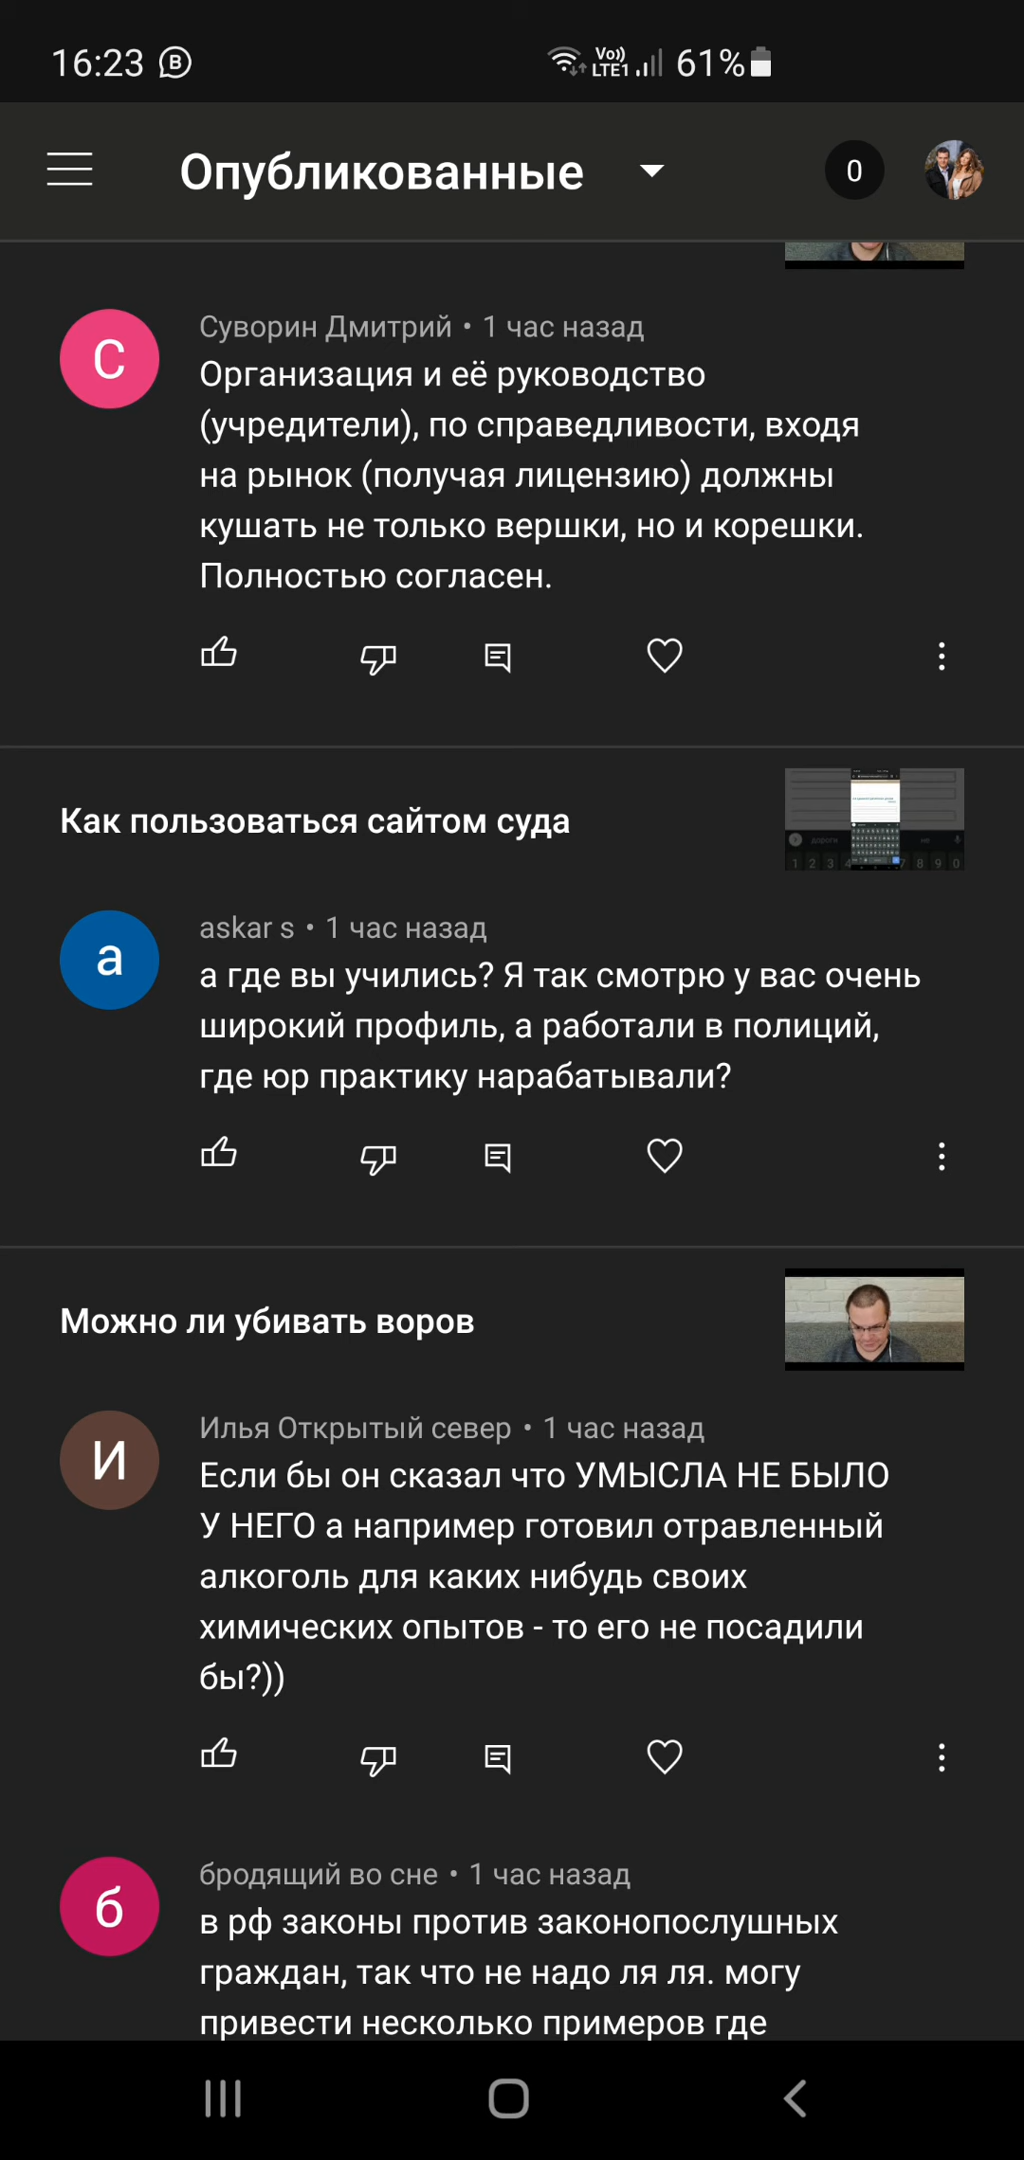 16:23
Vo))
LTE1
61%
Опубликованные
0
Суворин Дмитрий • 1 час назад
С
Организация и её руководство
(учредители), по справедливости, входя
на рынок (получая лицензию) должны
кушать не только вершки, но и корешки.
Полностью согласен.
Как пользоваться сайтом суда
askar s • 1 час назад
a
а где вы учились? Я так смотрю у вас очень
широкий профиль, а работали в полиций,
где юр практику нарабатывали?
Можно ли убивать воров
Илья Открытый север • 1 час назад
И
Если бы он сказал что УМЫСЛА НЕ БЫЛО
У НЕГО а например готовил отравленный
алкоголь для каких нибудь своих
химических опытов - то его не посадили
бы?))
бродящий во сне • 1 час назад
б
в рф законы против законопослушных
граждан, так что не надо ля ля. могу
привести несколько примеров где